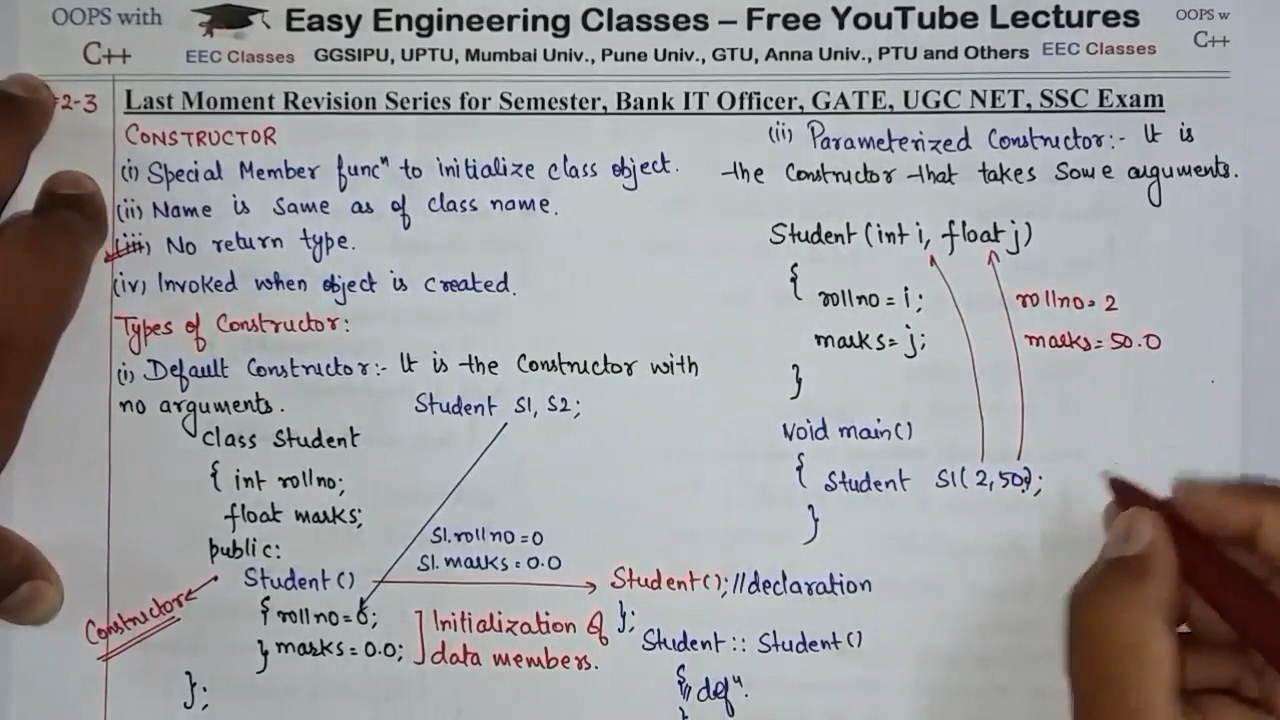 OOPS with
C++
Easy Engineering Classes – Free YouTube Lectures
EEC Classes GGSIPU, UPTU, Mumbai Univ., Pune Univ., GTU, Anna Univ., PTU and Others EEC Classes
OOPS w
C++
2-3
Last Moment Revision Series for Semester, Bank IT Officer, GATE, UGC NET, SSC Exam
CONSTRUCTOR
(i) Special Member funcⁿ to initialize class object.
(ii) Name is same as of class name.
(iii) No return type.
(iv) Invoked when object is created.
Types of Constructor:
(i) Default Constructor:- It is the Constructor with
no arguments.
Student S1, S2;
class Student
{ int rollno;
float marks;
public:
Student()
{ rollno=0;
} marks=0.0;
};
Constructor
S1.rollno=0
S1.marks=0.0
Initialization of
data members.
Student(); //declaration
};
Student :: Student()
{ // defⁿ.
}
(ii) Parameterized Constructor:- It is
the Constructor that takes some arguments.
Student (int i, float j)
{
rollno = i;
marks= j;
}
rollno=2
marks=50.0
Void main()
{ Student S1( 2, 50);
}